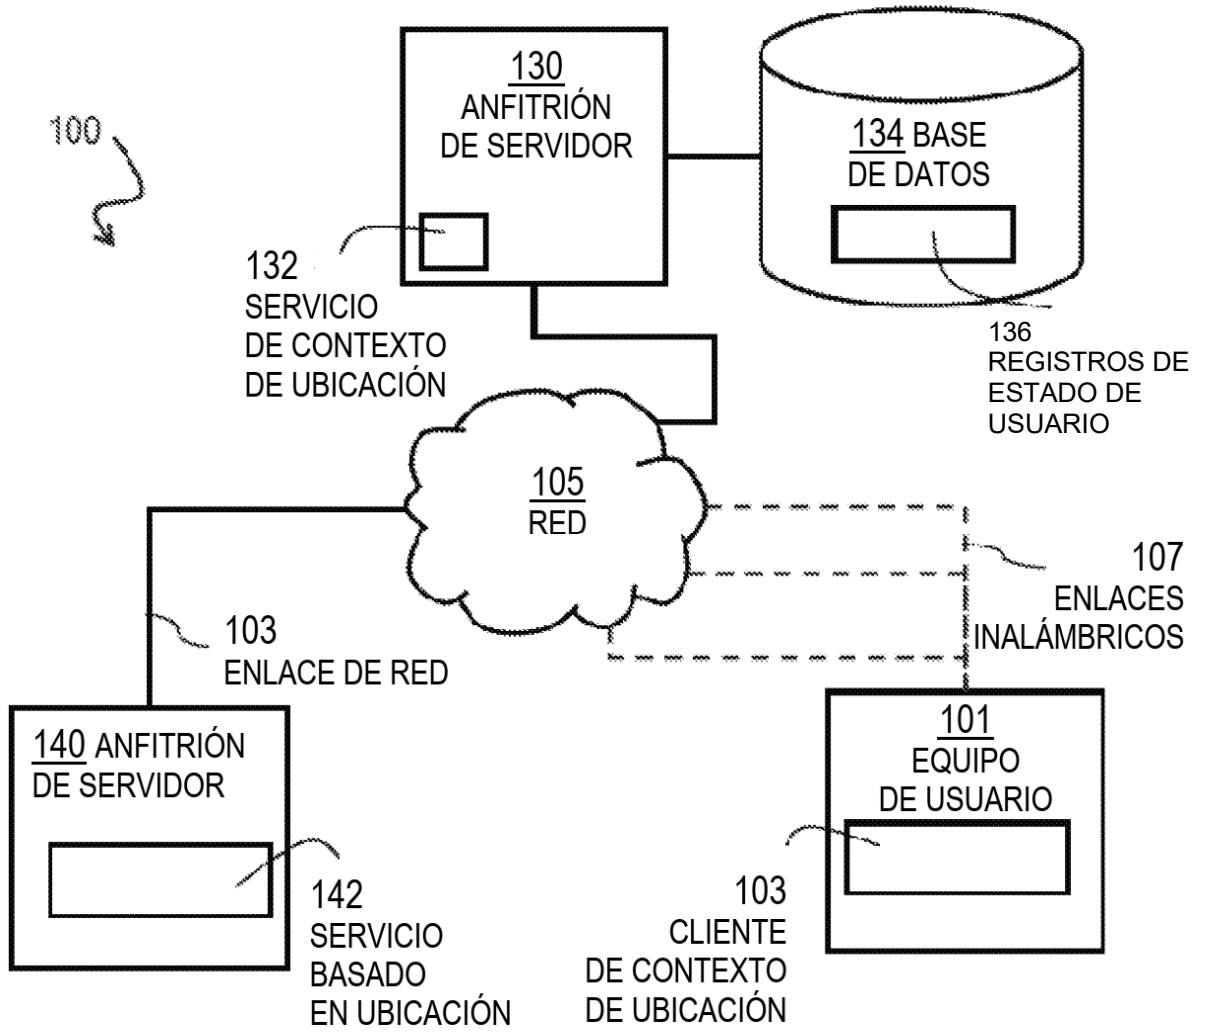 100
130
ANFITRIÓN
DE SERVIDOR
134 BASE
DE DATOS
132
SERVICIO
DE CONTEXTO
DE UBICACIÓN
136
REGISTROS DE
ESTADO DE
USUARIO
105
RED
107
ENLACES
INALÁMBRICOS
103
ENLACE DE RED
140 ANFITRIÓN
DE SERVIDOR
142
SERVICIO
BASADO
EN UBICACIÓN
101
EQUIPO
DE USUARIO
103
CLIENTE
DE CONTEXTO
DE UBICACIÓN